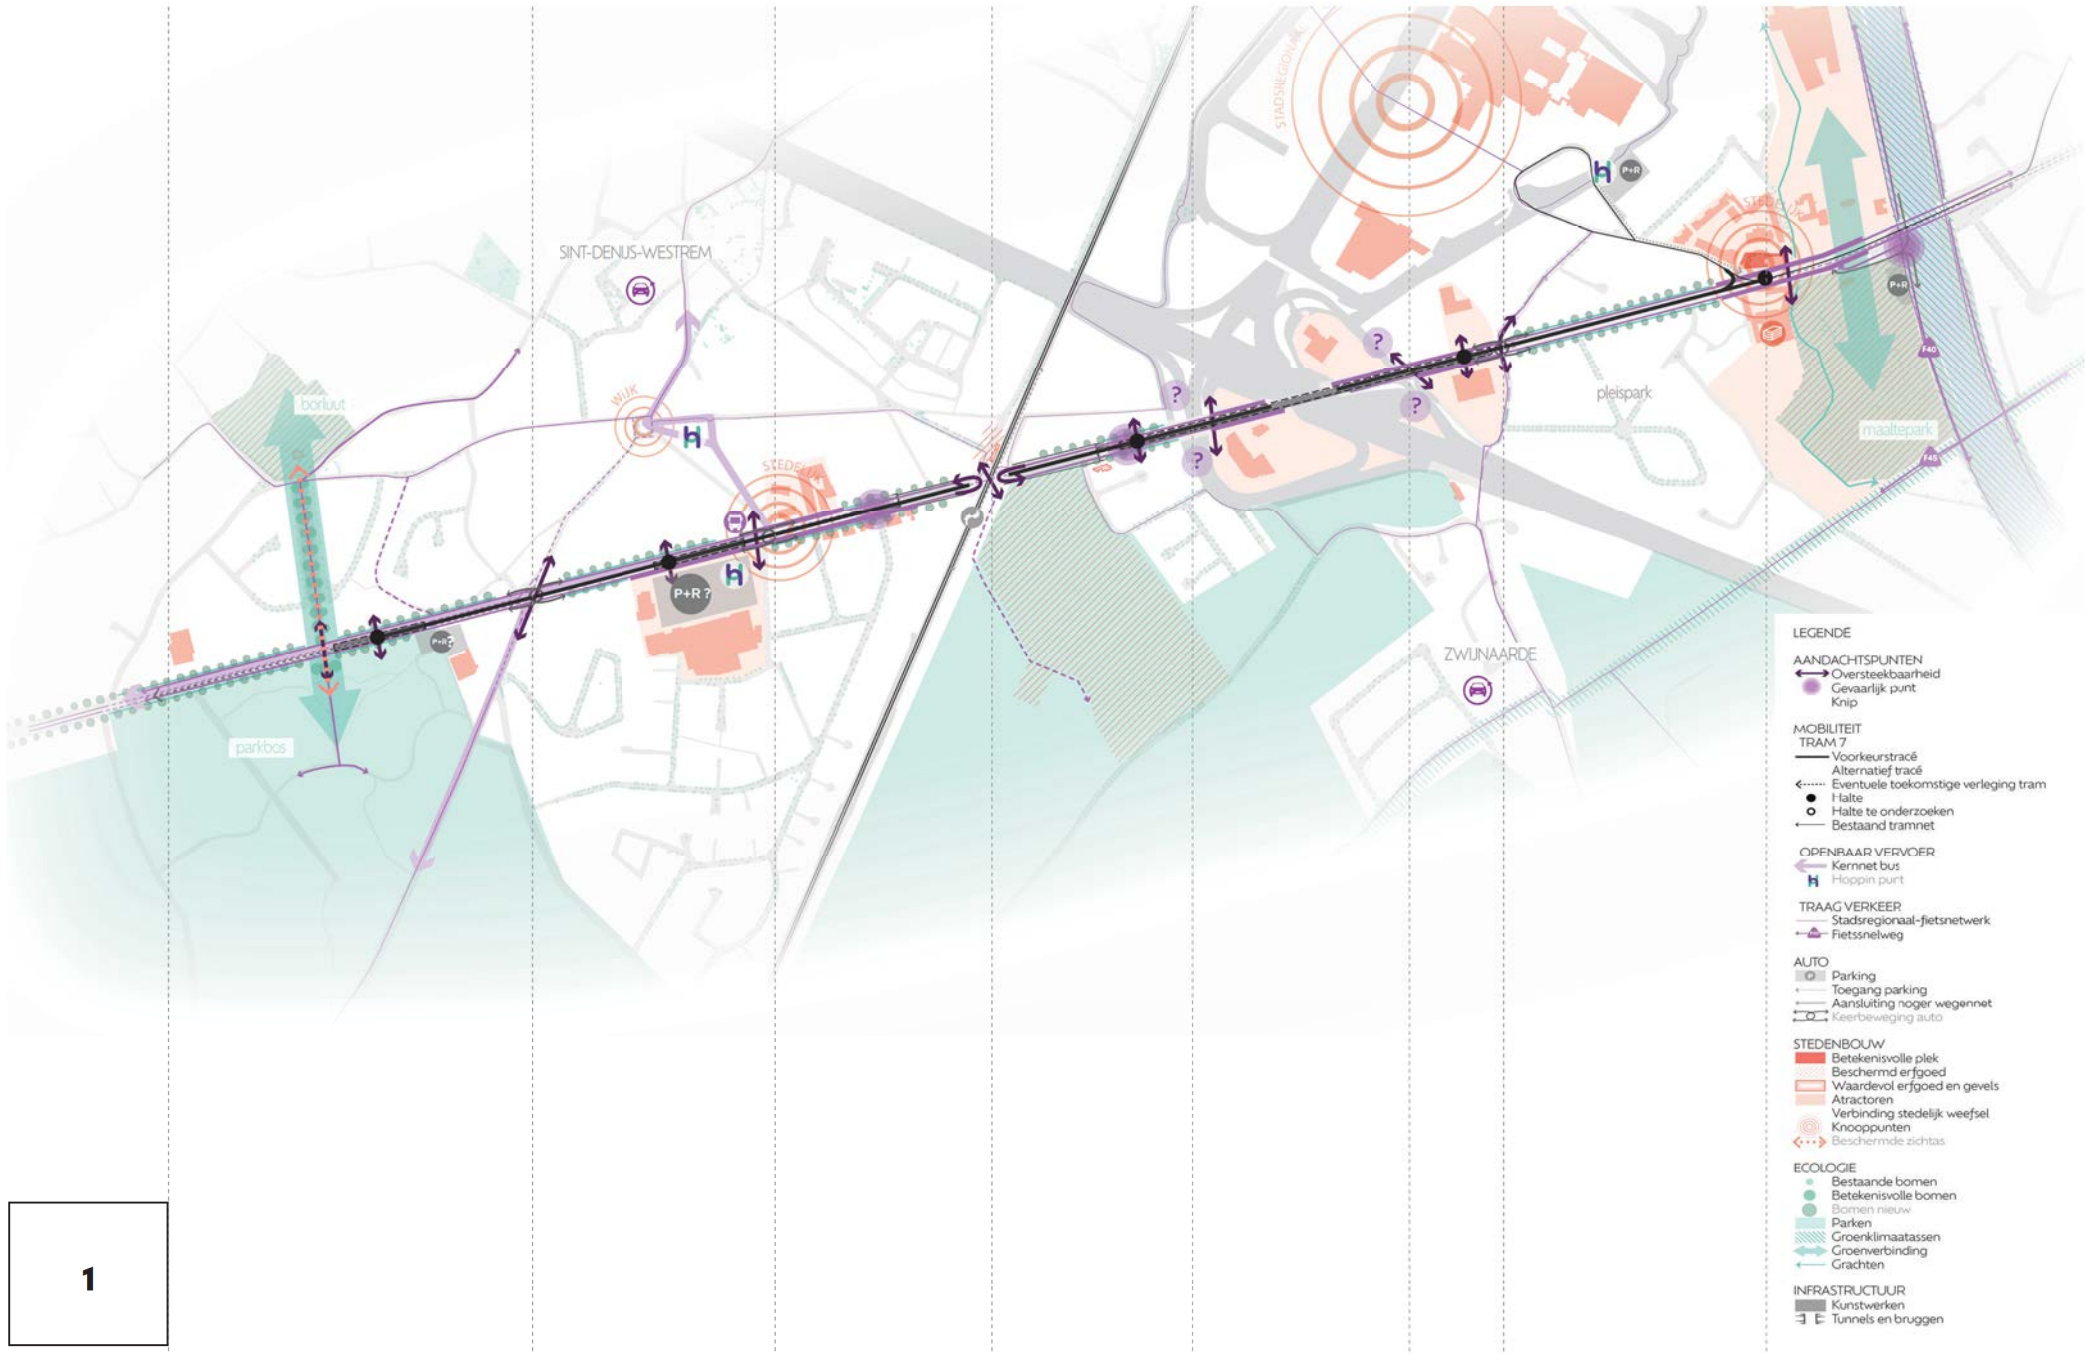 STADSREGIONAAL
P+R
STEDELIJK
SINT-DENIJS-WESTREM
borluut
WIJK
?
?
?
?
pleispark
P+R
F40
maaltepark
F45
STEDELIJK
P+R ?
P+R?
parkbos
ZWIJNAARDE
LEGENDE
AANDACHTSPUNTEN
Oversteekbaarheid
Gevaarlijk punt
Knip
MOBILITEIT
TRAM 7
Voorkeurstracé
Alternatief tracé
Eventuele toekomstige verleging tram
Halte
Halte te onderzoeken
Bestaand tramnet
OPENBAAR VERVOER
Kernnet bus
Hoppin punt
TRAAG VERKEER
Stadsregionaal-fietsnetwerk
Fietssnelweg
AUTO
P Parking
Toegang parking
Aansluiting hoger wegennet
Keerbeweging auto
STEDENBOUW
Betekenisvolle plek
Beschermd erfgoed
Waardevol erfgoed en gevels
Atractoren
Verbinding stedelijk weefsel
Knooppunten
Beschermde zichtas
ECOLOGIE
Bestaande bomen
Betekenisvolle bomen
Bomen nieuw
Parken
Groenklimaatassen
Groenverbinding
Grachten
INFRASTRUCTUUR
Kunstwerken
Tunnels en bruggen
1